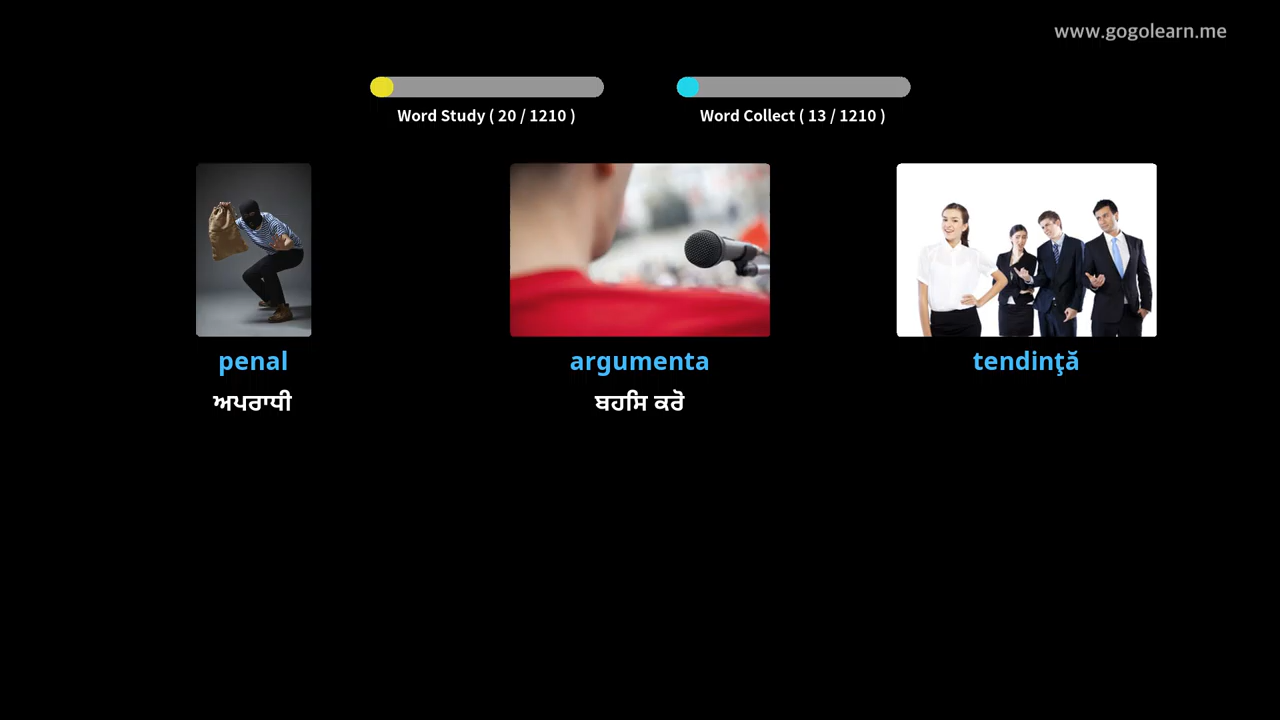 www.gogolearn.me
Word Study ( 20 / 1210 )
Word Collect ( 13 / 1210 )
penal
argumenta
tendinţă
ਅਪਰਾਧੀ
ਬਹਸਿ ਕਰੋ